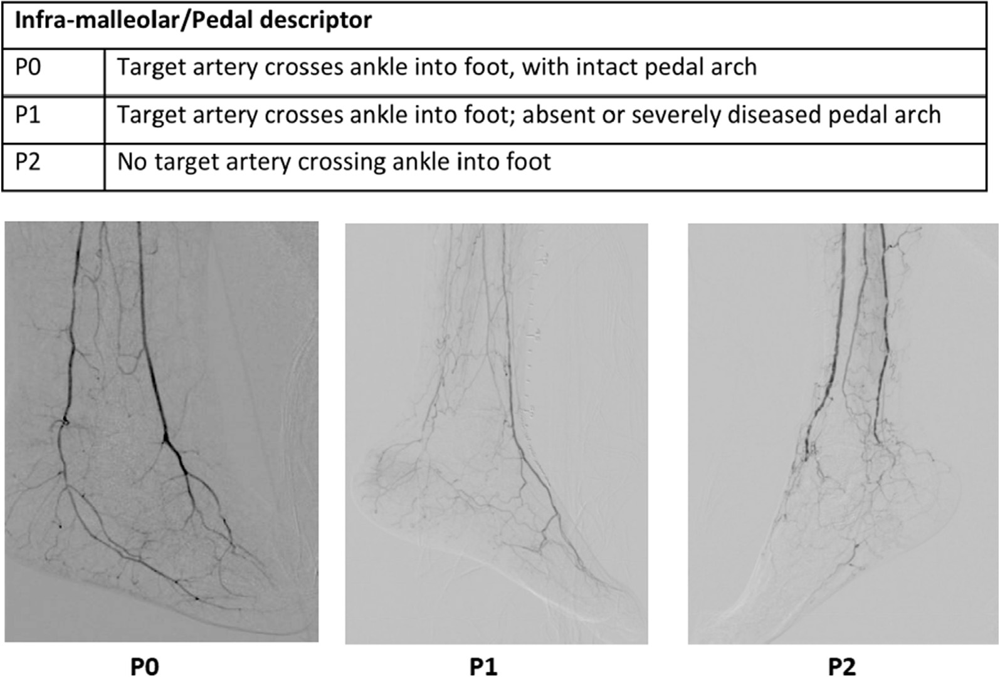 Infra-malleolar/Pedal descriptor
P0 Target artery crosses ankle into foot, with intact pedal arch
P1 Target artery crosses ankle into foot; absent or severely diseased pedal arch
P2 No target artery crossing ankle into foot
P0 P1 P2